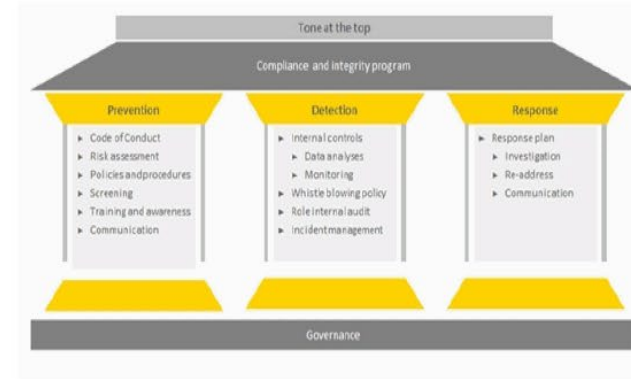 Tone at the top
Compliance and integrity program
Prevention
Code of Conduct
Risk assessment
Policies and procedures
Screening
Training and awareness
Communication
Detection
Internal controls
Data analyses
Monitoring
Whistle blowing policy
Role internal audit
Incident management
Response
Response plan
Investigation
Re-address
Communication
Governance